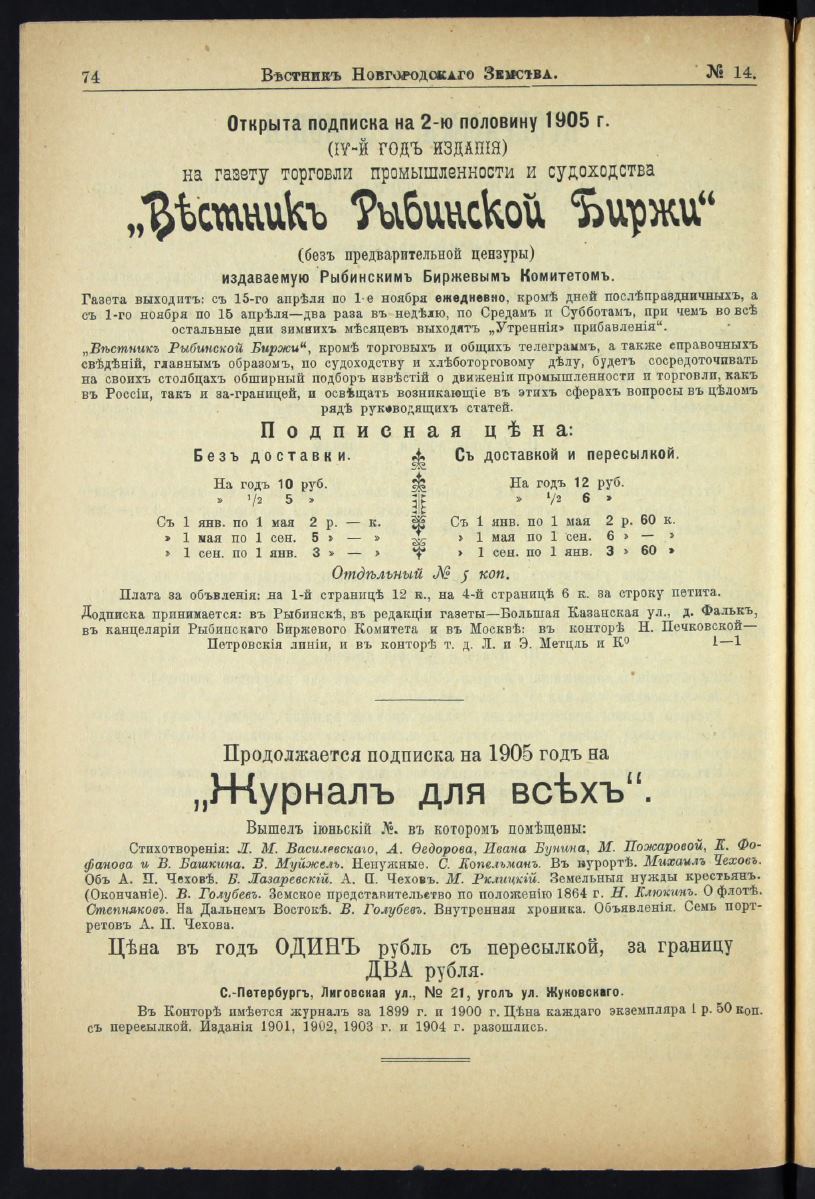 74
Вѣстникъ Новгородскаго Земства.
№ 14.
Открыта подписка на 2-ю половину 1905 г.
(IV-й ГОДЪ ИЗДАНІЯ)
на газету торговли промышленности и судоходства
„Вѣстникъ Рыбинской Биржи“
(безъ предварительной цензуры)
издаваемую Рыбинскимъ Биржевымъ Комитетомъ.
Газета выходитъ: съ 15-го апрѣля по 1-е ноября ежедневно, кромѣ дней послѣпраздничныхъ, а
съ 1-го ноября по 15 апрѣля—два раза въ недѣлю, по Средамъ и Субботамъ, при чемъ во всѣ
остальные дни зимнихъ мѣсяцевъ выходятъ „Утреннія» прибавленія“.
„Вѣстникъ Рыбинской Биржи“, кромѣ торговыхъ и общихъ телеграммъ, а также справочныхъ
свѣдѣній, главнымъ образомъ, по судоходству и хлѣботорговому дѣлу, будетъ сосредоточивать
на своихъ столбцахъ обширный подборъ извѣстій о движеніи промышленности и торговли, какъ
въ Россіи, такъ и за-границей, и освѣщать возникающіе въ этихъ сферахъ вопросы въ цѣломъ
рядѣ руководящихъ статей.
Подписная цѣна:
Безъ доставки.
На годъ 10 руб.
» 1/2 5 »
Съ 1 янв. по 1 мая 2 р. — к.
» 1 мая по 1 сен. 5 » — »
» 1 сен. по 1 янв. 3 » — »
Съ доставкой и пересылкой.
На годъ 12 руб.
» 1/2 6 »
Съ 1 янв. по 1 мая 2 р. 60 к.
» 1 мая по 1 сен. 6 » — »
» 1 сен. по 1 янв. 3 » 60 »
Отдѣльный № 5 коп.
Плата за объвленія: на 1-й страницѣ 12 к., на 4-й страницѣ 6 к. за строку петита.
Додписка принимается: въ Рыбинскѣ, въ редакціи газеты—Большая Казанская ул., д. Фалькъ,
въ канцеляріи Рыбинскаго Биржевого Комитета и въ Москвѣ: въ конторѣ Н. Печковской—
Петровскія линіи, и въ конторѣ т. д. Л. и Э. Метцль и Кº
1—1
Продолжается подписка на 1905 годъ на
„Журналъ для всѣхъ“.
Вышелъ іюньскій №. въ которомъ помѣщены:
Стихотворенія: Л. М. Василевскаго, А. Ѳедорова, Ивана Бунина, М. Пожаровой, К. Фо-
фанова и В. Башкина. В. Муйжель. Ненужные. С. Копельманъ. Въ курортѣ. Михаилъ Чеховъ.
Объ А. П. Чеховѣ. Б. Лазаревскій. А. П. Чеховъ. М. Рклицкій. Земельныя нужды крестьянъ.
(Окончаніе). В. Голубевъ. Земское представительство по положенію 1864 г. Н. Клюкинъ. О флотѣ.
Степняковъ. На Дальнемъ Востокѣ. В. Голубевъ. Внутренняя хроника. Объявленія. Семь порт-
ретовъ А. П. Чехова.
Цѣна въ годъ ОДИНЪ рубль съ пересылкой, за границу
ДВА рубля.
С.-Петербургъ, Лиговская ул., № 21, уголъ ул. Жуковскаго.
Въ Конторѣ имѣется журналъ за 1899 г. и 1900 г. Цѣна каждаго экземпляра 1 р. 50 коп.
съ пересылкой. Изданія 1901, 1902, 1903 г. и 1904 г. разошлись.